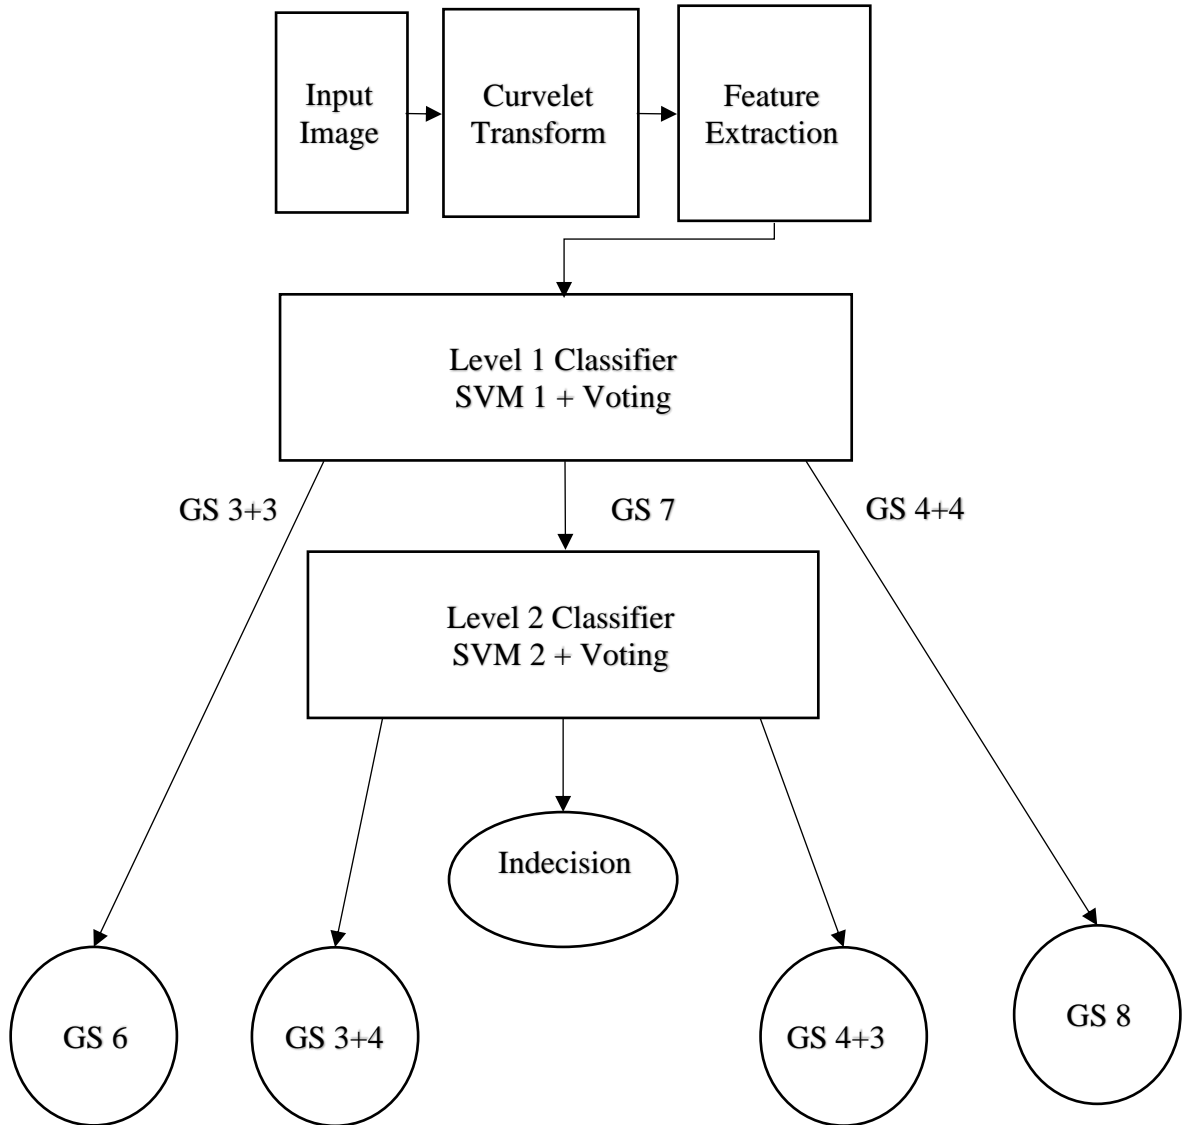 Input
Image
Curvelet
Transform
Feature
Extraction
Level 1 Classifier
SVM 1 + Voting
GS 3+3
GS 7
GS 4+4
Level 2 Classifier
SVM 2 + Voting
Indecision
GS 6
GS 3+4
GS 4+3
GS 8